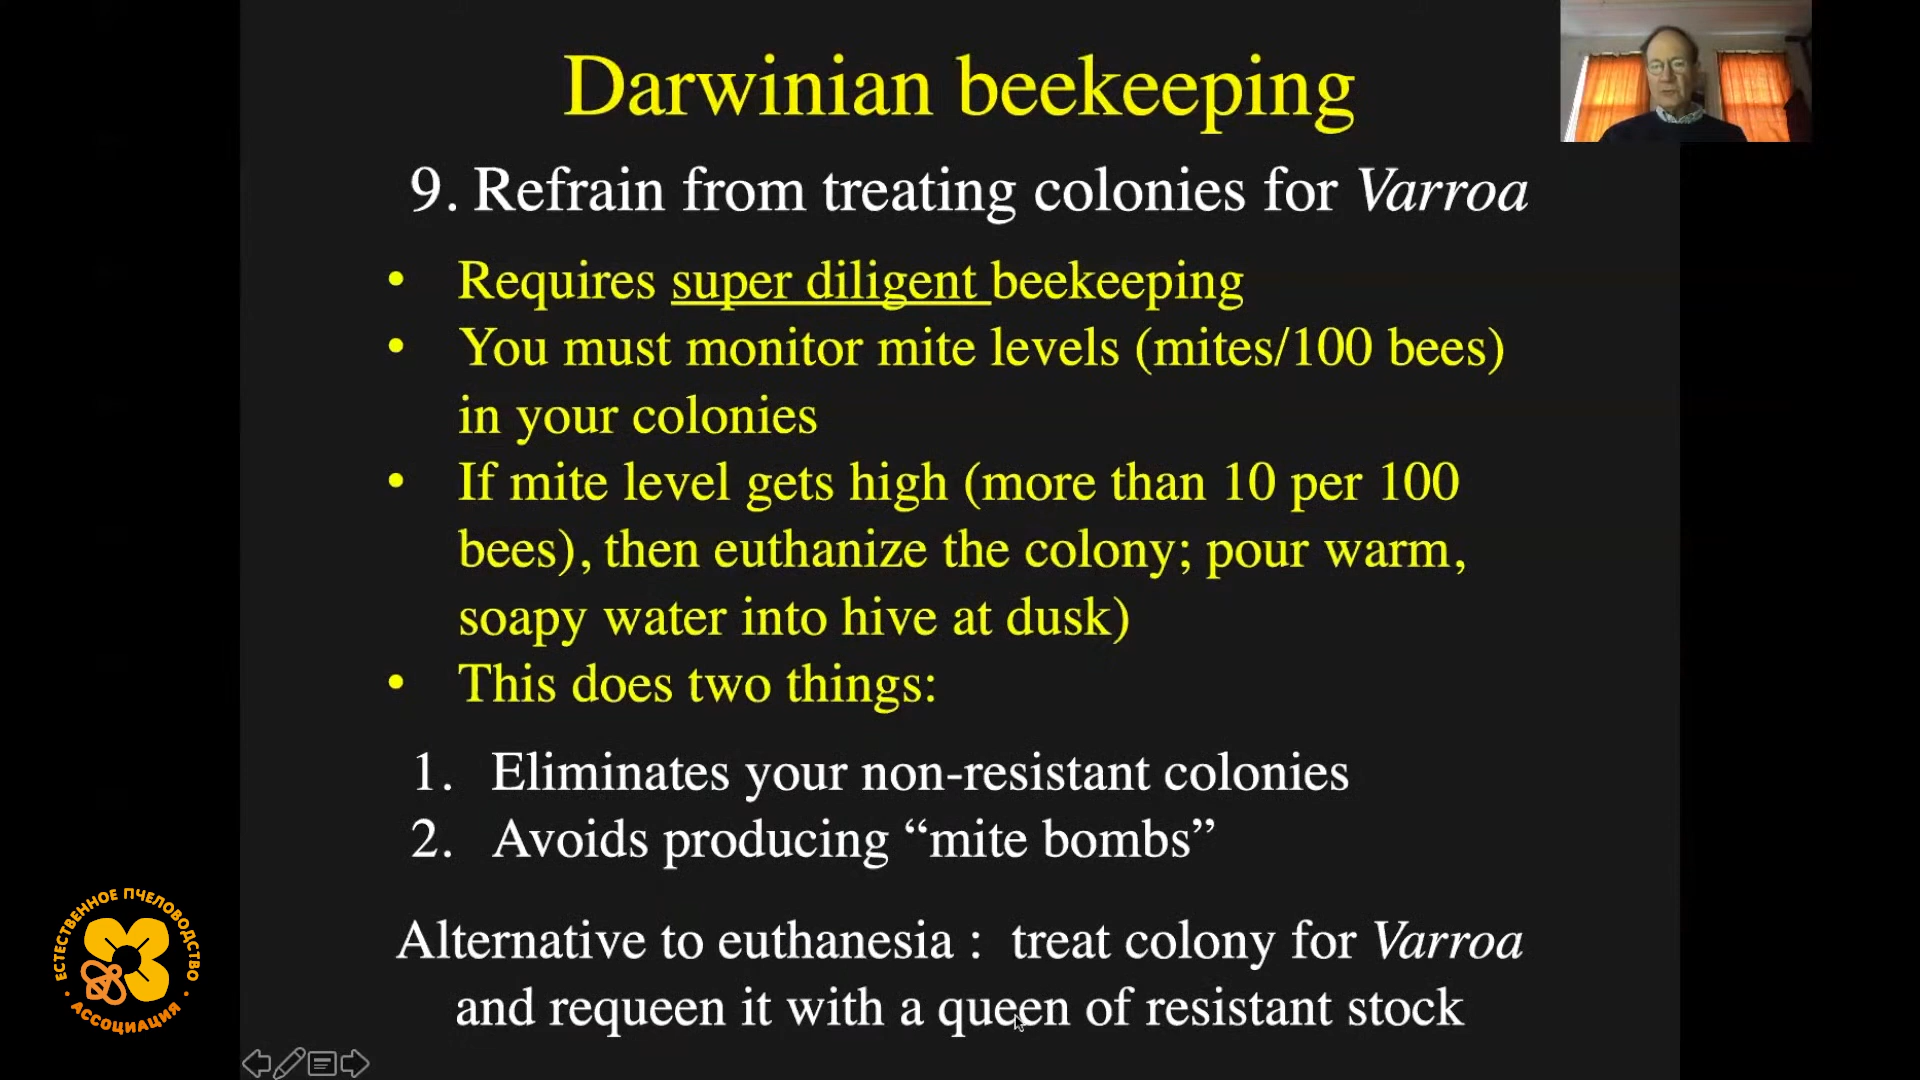 Darwinian beekeeping
9. Refrain from treating colonies for Varroa
• Requires super diligent beekeeping
• You must monitor mite levels (mites/100 bees)
in your colonies
• If mite level gets high (more than 10 per 100
bees), then euthanize the colony; pour warm,
soapy water into hive at dusk)
• This does two things:
1. Eliminates your non-resistant colonies
2. Avoids producing “mite bombs”
Alternative to euthanesia : treat colony for Varroa
and requeen it with a queen of resistant stock
ЕСТЕСТВЕННОЕ ПЧЕЛОВОДСТВО
· АССОЦИАЦИЯ ·